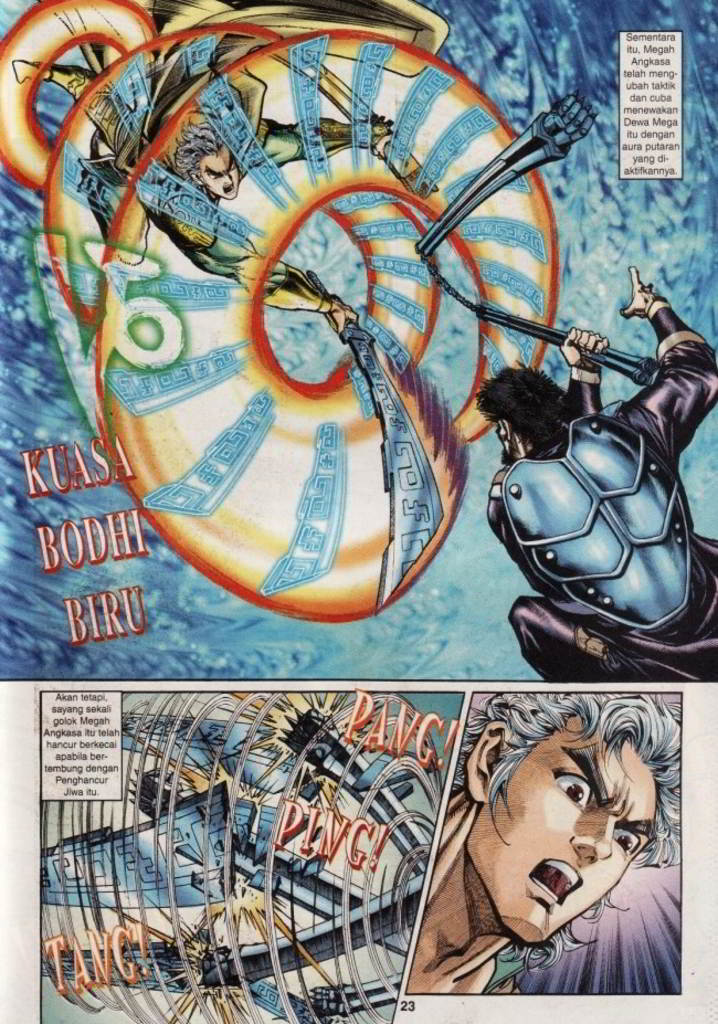 Sementara
itu, Megah
Angkasa
telah meng-
ubah taktik
dan cuba
menewakan
Dewa Mega
itu dengan
aura putaran
yang di-
aktifkannya.
KUASA
BODHI
BIRU
Akan tetapi,
sayang sekali
golok Megah
Angkasa itu telah
hancur berkecai
apabila ber-
tembung dengan
Penghancur
Jiwa itu.
PANG!
PING!
TANG!
23